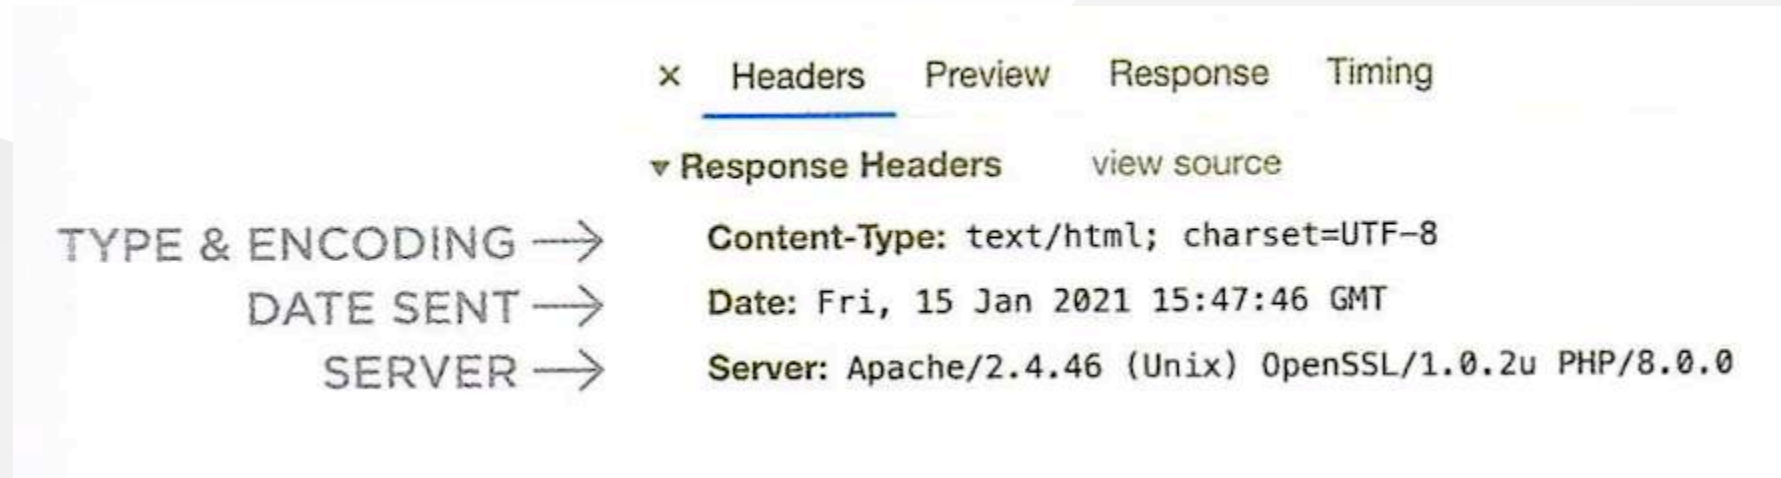 × Headers Preview Response Timing
▼ Response Headers view source
TYPE & ENCODING → Content-Type: text/html; charset=UTF-8
DATE SENT → Date: Fri, 15 Jan 2021 15:47:46 GMT
SERVER → Server: Apache/2.4.46 (Unix) OpenSSL/1.0.2u PHP/8.0.0